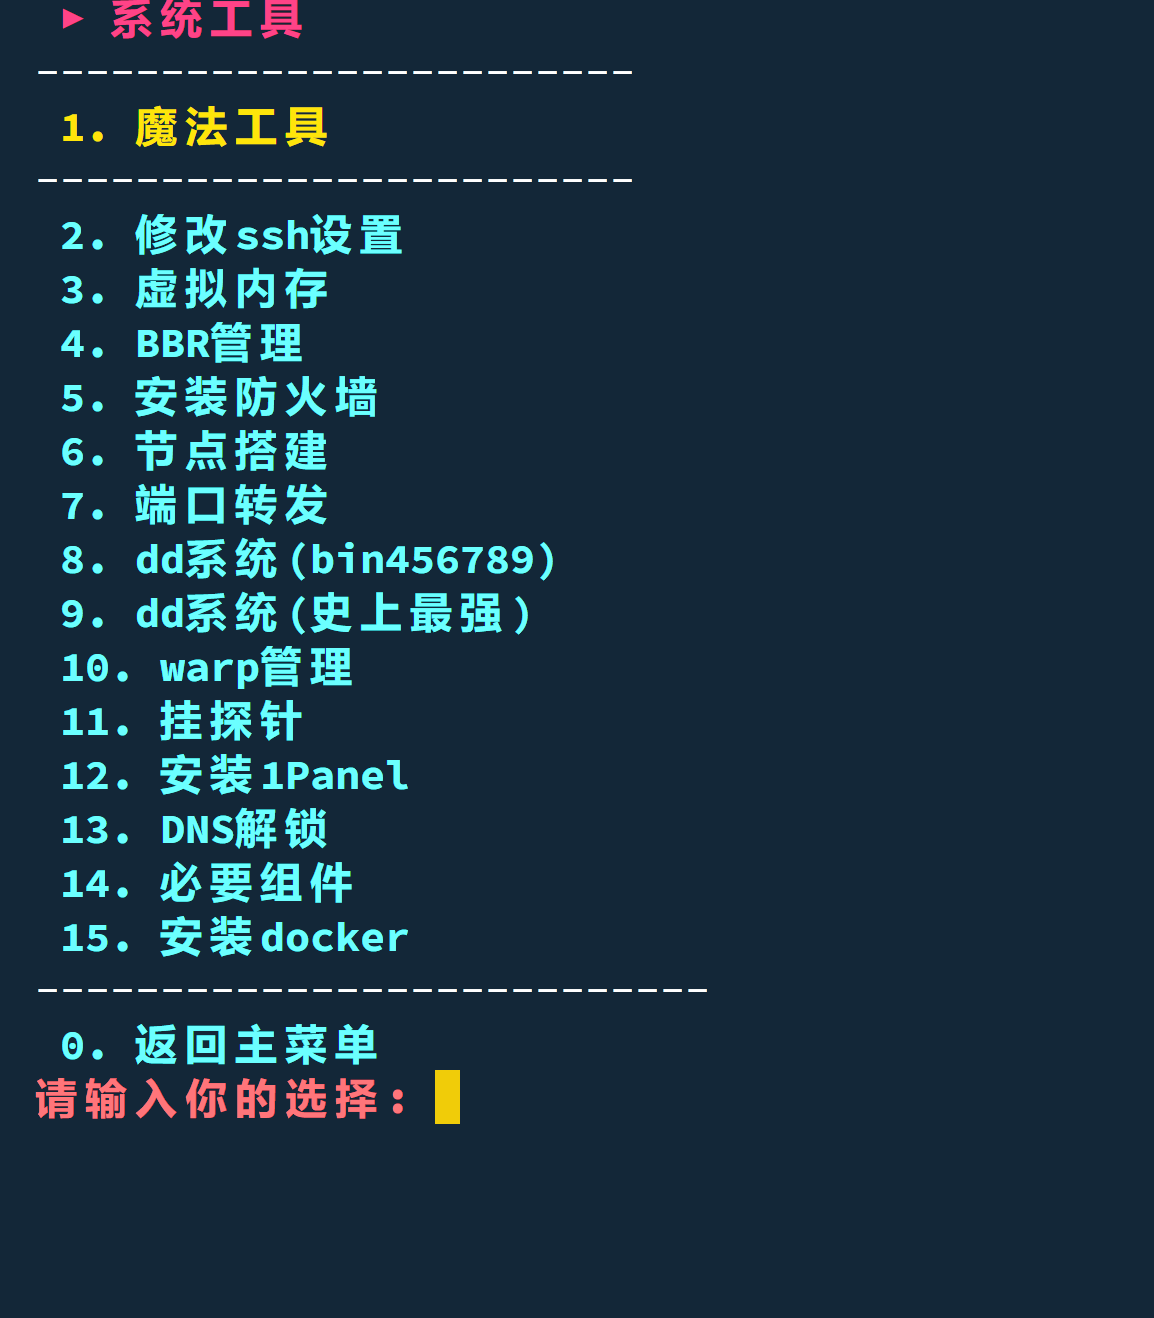 ▶ 系统工具
------------------------
1. 魔法工具
------------------------
2. 修改ssh设置
3. 虚拟内存
4. BBR管理
5. 安装防火墙
6. 节点搭建
7. 端口转发
8. dd系统(bin456789)
9. dd系统(史上最强)
10. warp管理
11. 挂探针
12. 安装1Panel
13. DNS解锁
14. 必要组件
15. 安装docker
---------------------------
0. 返回主菜单
请输入你的选择: